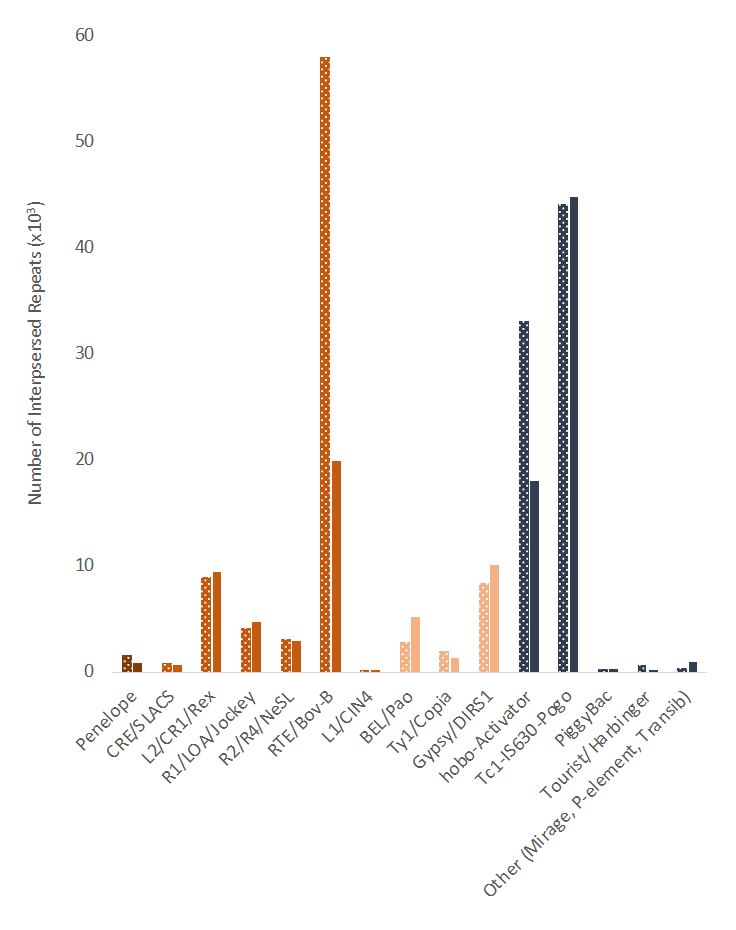 60
50
40
30
20
10
0
Number of Interpsersed Repeats (x10³)
Penelope
CRE/SLACS
L2/CR1/Rex
R1/LOA/Jockey
R2/R4/NeSL
RTE/Bov-B
L1/CIN4
BEL/Pao
Ty1/Copia
Gypsy/DIRS1
hobo-Activator
Tc1-IS630-Pogo
PiggyBac
Tourist/Harbinger
Other (Mirage, P-element, Transib)